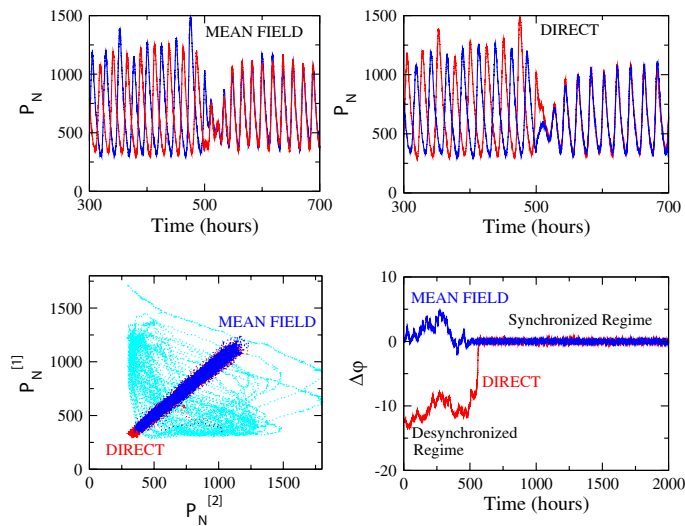 MEAN FIELD
P_N
1500
1000
500
0
300
500
700
Time (hours)
DIRECT
P_N
1500
1000
500
0
300
500
700
Time (hours)
MEAN FIELD
P_N^[1]
1500
1000
500
0
DIRECT
0
500
1000
1500
P_N^[2]
20
MEAN FIELD
Synchronized Regime
10
0
Δφ
DIRECT
-10
Desynchronized
Regime
-20
0
500
1000
1500
2000
Time (hours)